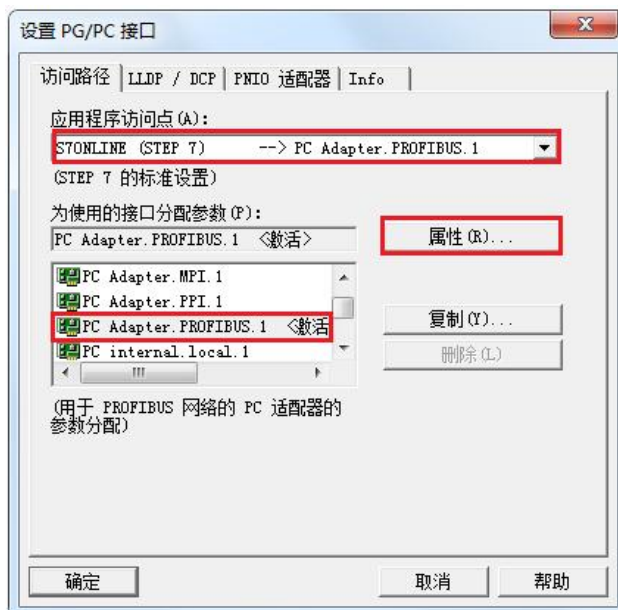 设置 PG/PC 接口
访问路径 LLDP / DCP PNIO 适配器 Info
应用程序访问点(A):
S7ONLINE (STEP 7) --> PC Adapter.PROFIBUS.1
(STEP 7 的标准设置)
为使用的接口分配参数(P):
PC Adapter.PROFIBUS.1 <激活>
属性(R)...
PC Adapter.MPI.1
PC Adapter.PPI.1
PC Adapter.PROFIBUS.1 <激活
PC internal.local.1
复制(Y)...
删除(L)
(用于 PROFIBUS 网络的 PC 适配器的
参数分配)
确定 取消 帮助